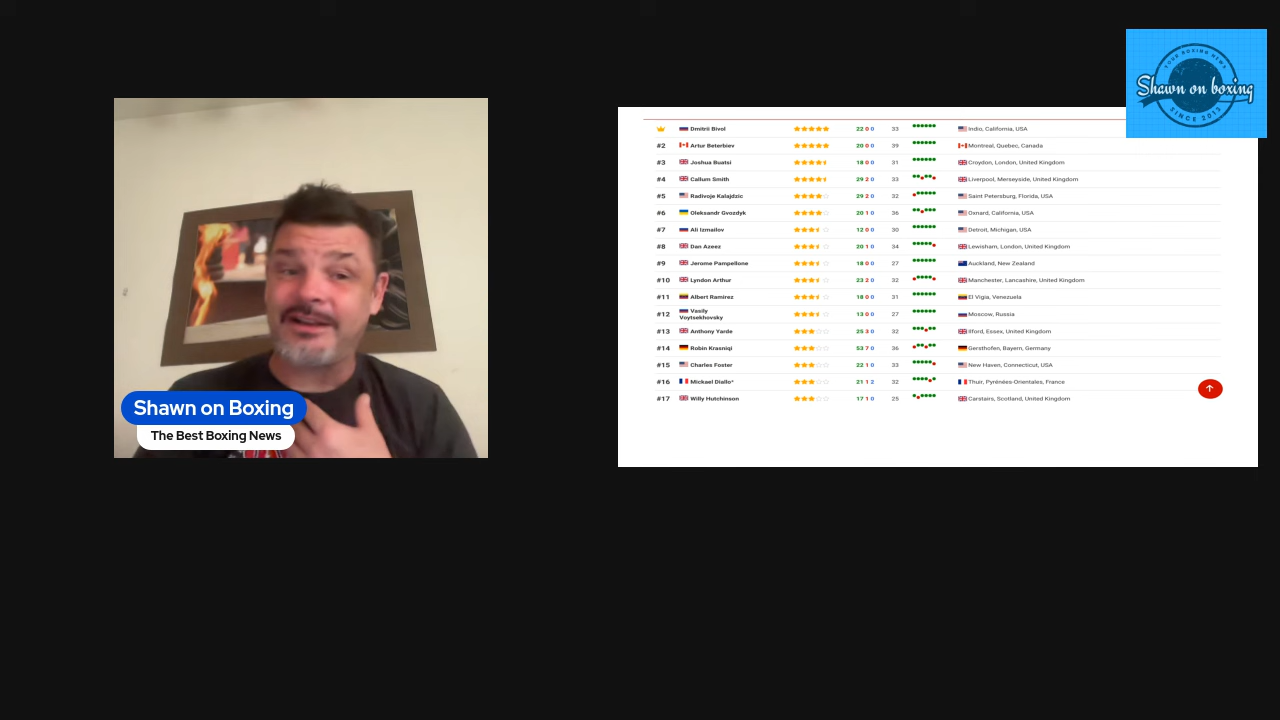 YOUR BOXING NEWS
Shawn on boxing
SINCE 2013
Dmitrii Bivol 22 0 0 33 Indio, California, USA
#2 Artur Beterbiev 20 0 0 39 Montreal, Quebec, Canada
#3 Joshua Buatsi 18 0 0 31 Croydon, London, United Kingdom
#4 Callum Smith 29 2 0 33 Liverpool, Merseyside, United Kingdom
#5 Radivoje Kalajdzic 29 2 0 32 Saint Petersburg, Florida, USA
#6 Oleksandr Gvozdyk 20 1 0 36 Oxnard, California, USA
#7 Ali Izmailov 12 0 0 30 Detroit, Michigan, USA
#8 Dan Azeez 20 1 0 34 Lewisham, London, United Kingdom
#9 Jerome Pampellone 18 0 0 27 Auckland, New Zealand
#10 Lyndon Arthur 23 2 0 32 Manchester, Lancashire, United Kingdom
#11 Albert Ramirez 18 0 0 31 El Vigia, Venezuela
#12 Vasily
Voytsekhovsky 13 0 0 27 Moscow, Russia
#13 Anthony Yarde 25 3 0 32 Ilford, Essex, United Kingdom
#14 Robin Krasniqi 53 7 0 36 Gersthofen, Bayern, Germany
#15 Charles Foster 22 1 0 33 New Haven, Connecticut, USA
#16 Mickael Diallo* 21 1 2 32 Thuir, Pyrénées-Orientales, France
#17 Willy Hutchinson 17 1 0 25 Carstairs, Scotland, United Kingdom
Shawn on Boxing
The Best Boxing News